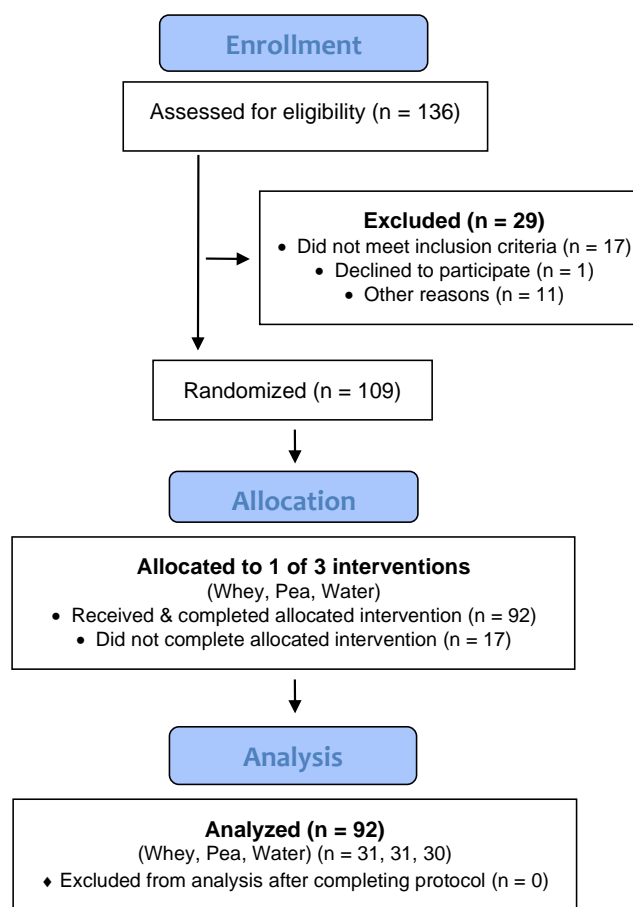 Enrollment
Assessed for eligibility (n = 136)
Excluded (n = 29)
• Did not meet inclusion criteria (n = 17)
• Declined to participate (n = 1)
• Other reasons (n = 11)
Randomized (n = 109)
Allocation
Allocated to 1 of 3 interventions
(Whey, Pea, Water)
• Received & completed allocated intervention (n = 92)
• Did not complete allocated intervention (n = 17)
Analysis
Analyzed (n = 92)
(Whey, Pea, Water) (n = 31, 31, 30)
♦ Excluded from analysis after completing protocol (n = 0)